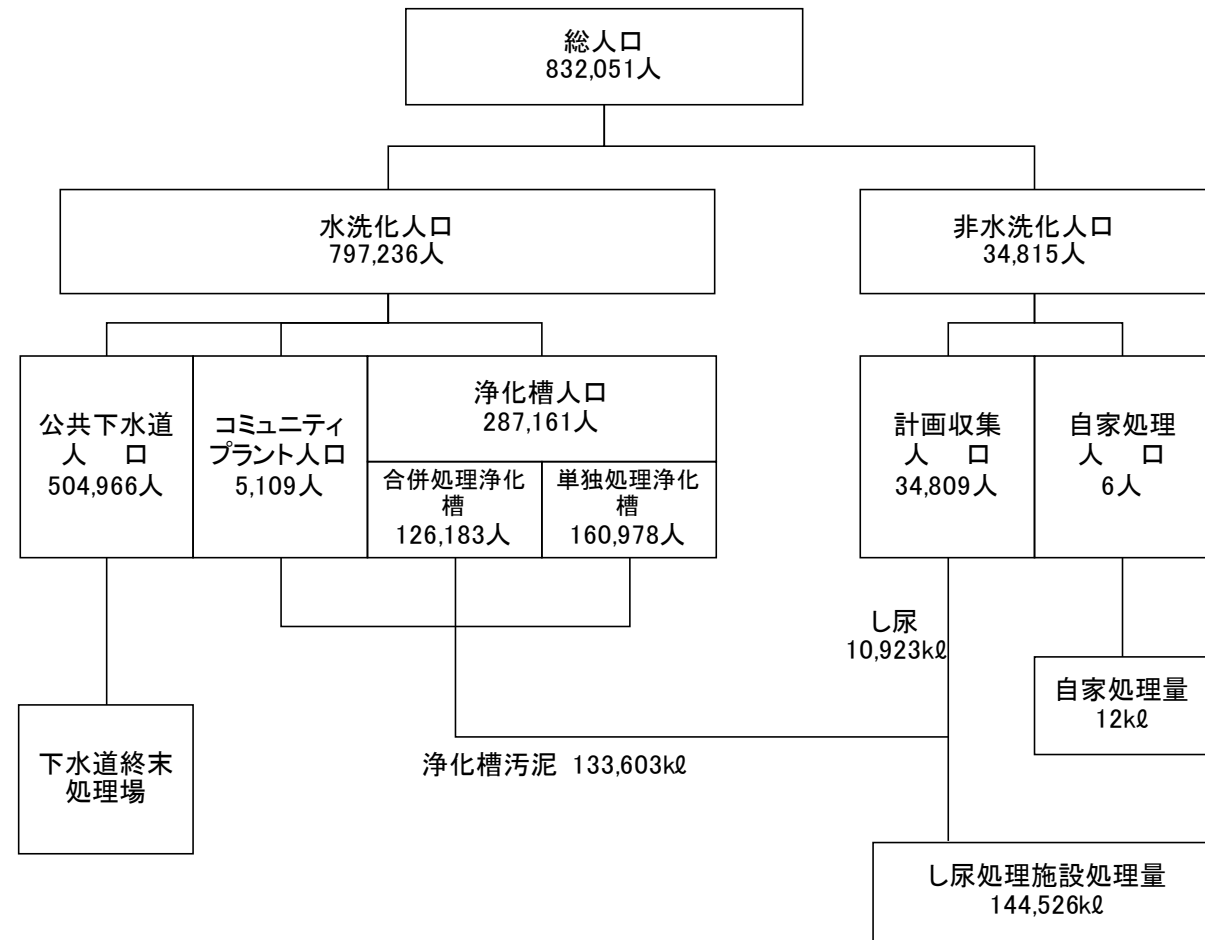 総人口
832,051人
水洗化人口
797,236人
非水洗化人口
34,815人
公共下水道
人　口
504,966人
コミュニティ
プラント人口
5,109人
浄化槽人口
287,161人
合併処理浄化
槽
126,183人
単独処理浄化
槽
160,978人
計画収集
人　口
34,809人
自家処理
人　口
6人
し尿
10,923kℓ
自家処理量
12kℓ
下水道終末
処理場
浄化槽汚泥 133,603kℓ
し尿処理施設処理量
144,526kℓ